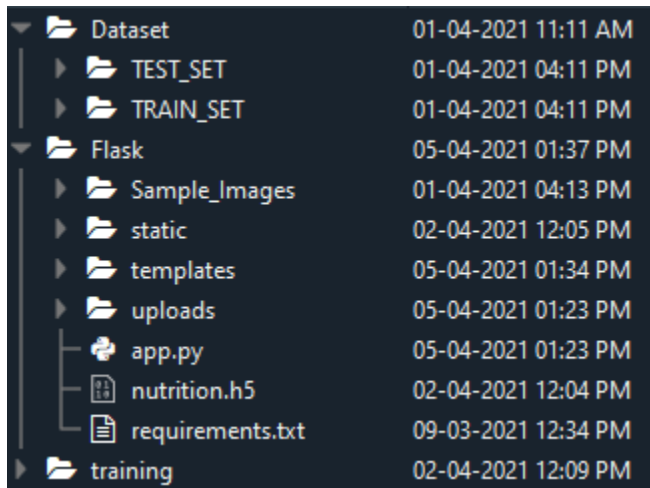 Dataset 01-04-2021 11:11 AM
TEST_SET 01-04-2021 04:11 PM
TRAIN_SET 01-04-2021 04:11 PM
Flask 05-04-2021 01:37 PM
Sample_Images 01-04-2021 04:13 PM
static 02-04-2021 12:05 PM
templates 05-04-2021 01:34 PM
uploads 05-04-2021 01:23 PM
app.py 05-04-2021 01:23 PM
nutrition.h5 02-04-2021 12:04 PM
requirements.txt 09-03-2021 12:34 PM
training 02-04-2021 12:09 PM